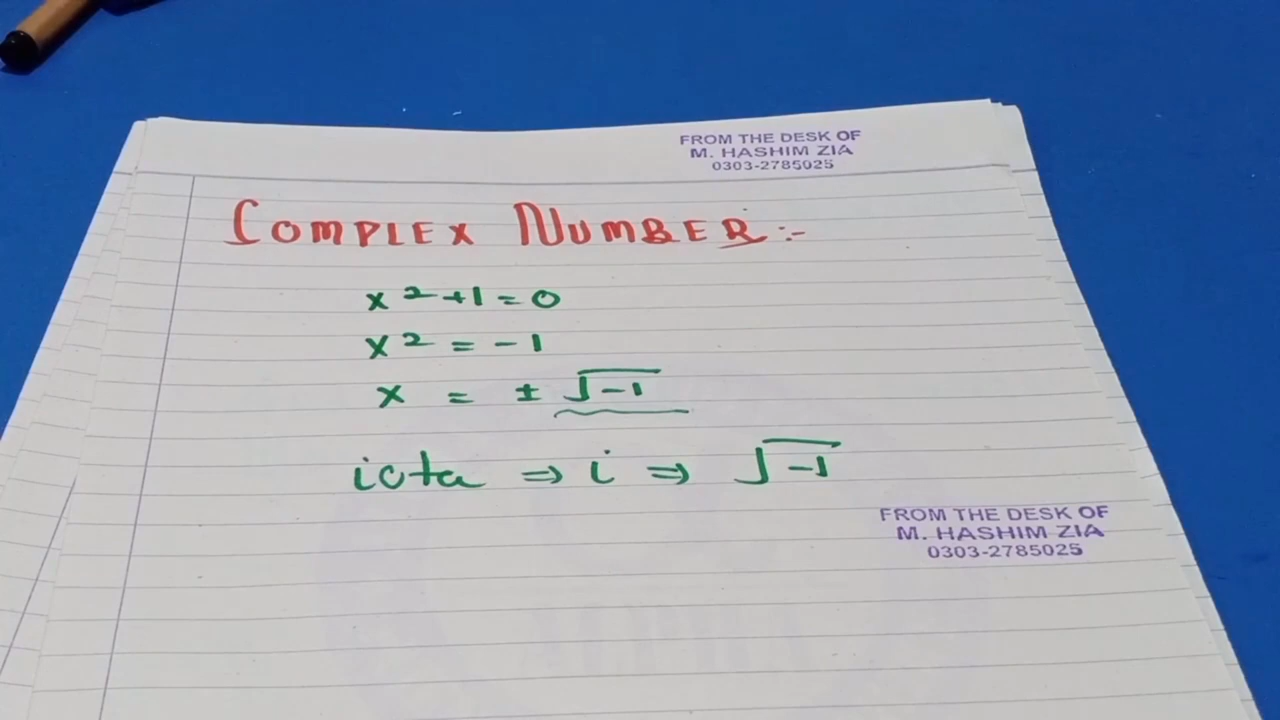 FROM THE DESK OF
M. HASHIM ZIA
0303-2785025
COMPLEX NUMBER:-
x² + 1 = 0
x² = -1
x = ± √-1
iota ⇒ i ⇒ √-1
FROM THE DESK OF
M. HASHIM ZIA
0303-2785025